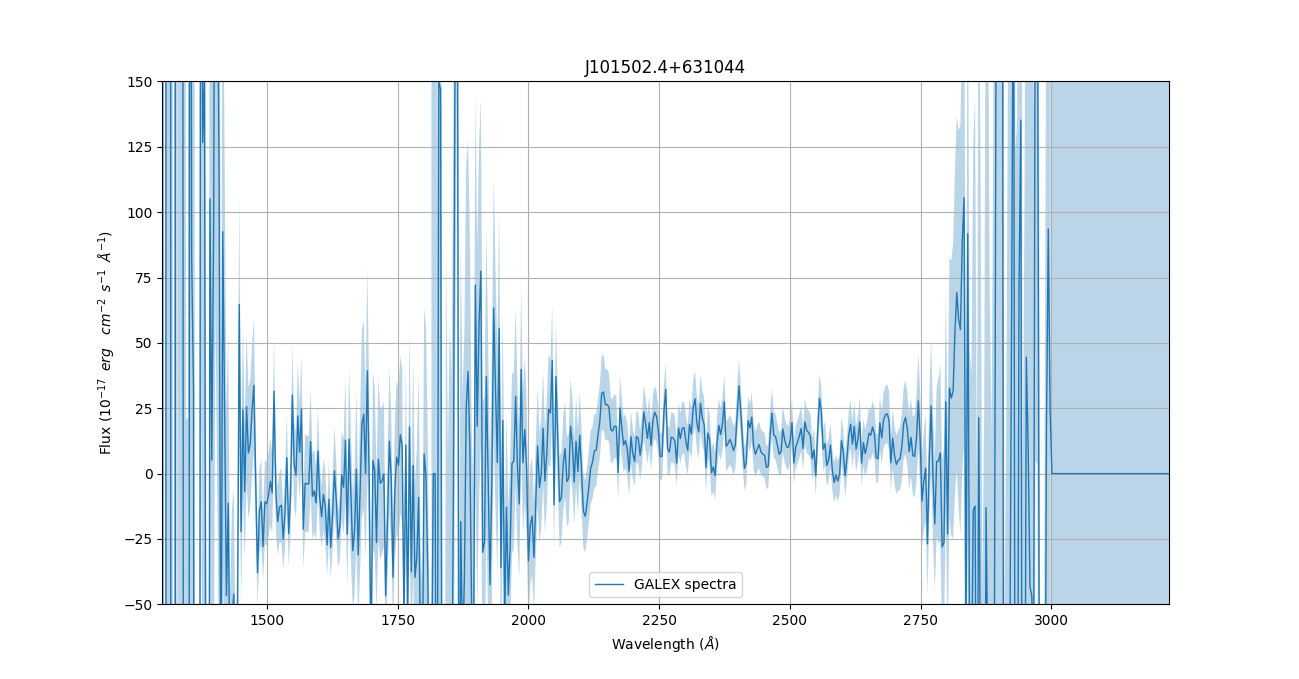 J101502.4+631044
150
125
100
75
50
25
0
−25
−50
Flux (10⁻¹⁷ erg cm⁻² s⁻¹ Å⁻¹)
GALEX spectra
1500 1750 2000 2250 2500 2750 3000
Wavelength (Å)